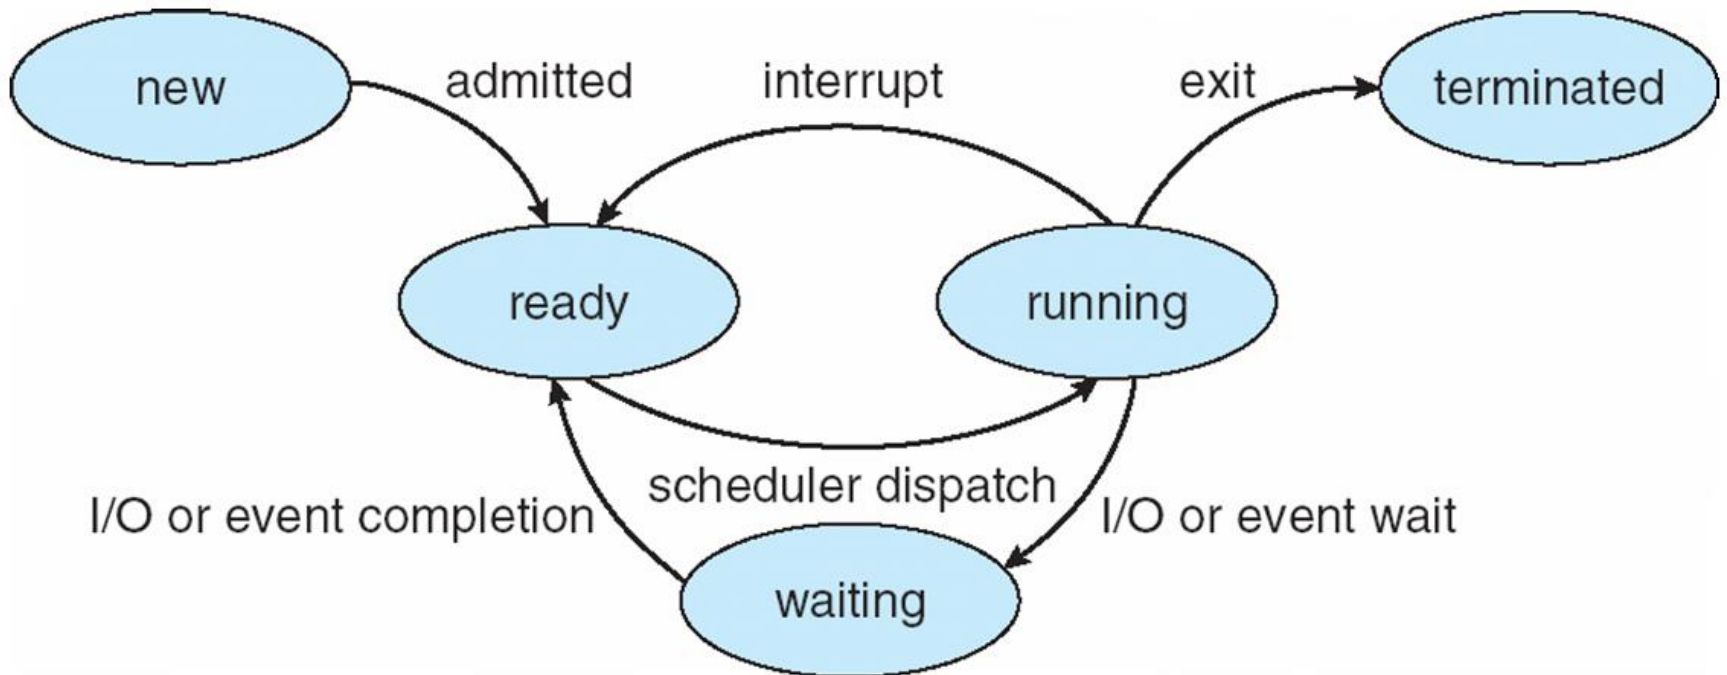 new
admitted
interrupt
exit
terminated
ready
running
scheduler dispatch
I/O or event completion
I/O or event wait
waiting